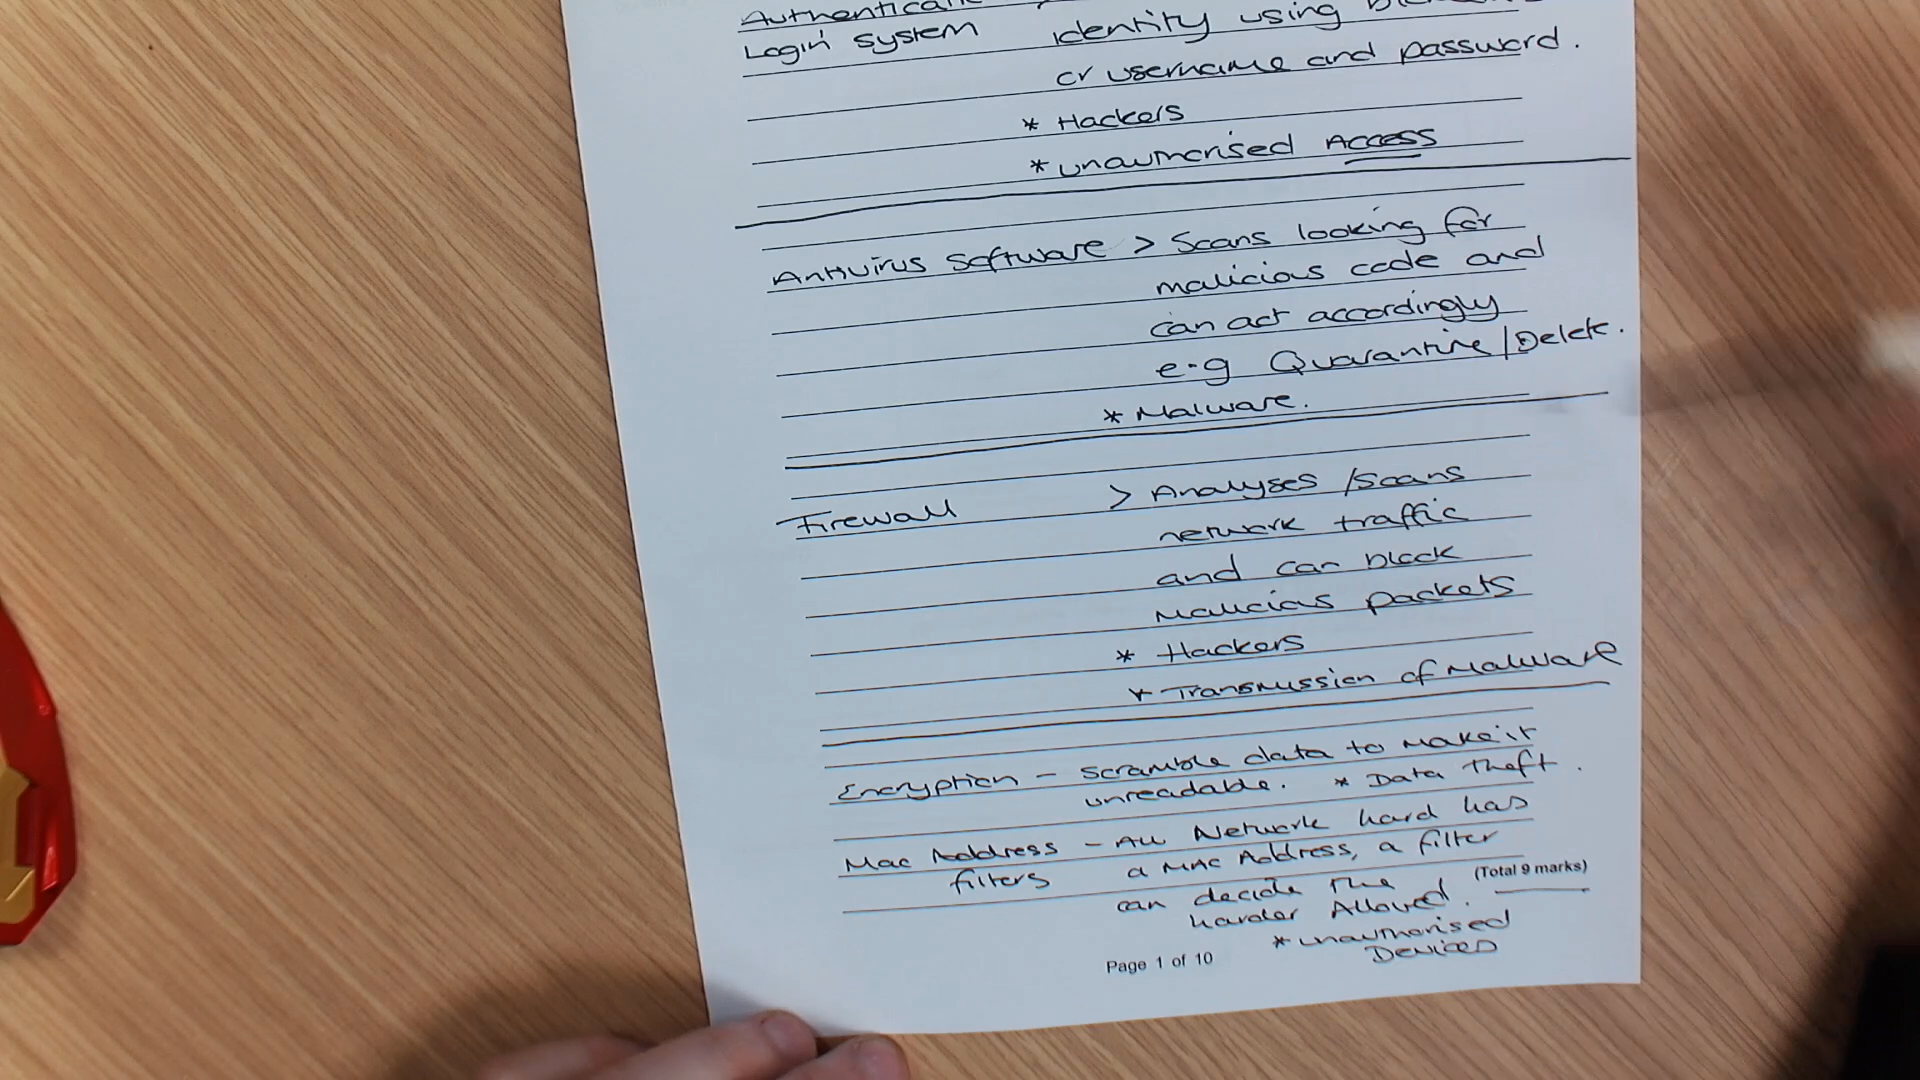 Login system identity using
or username and password.
* Hackers
* unauthorised Access
Antivirus Software > Scans looking for
malicious code and
can act accordingly
e-g Quarantine/Delete.
* Malware.
Firewall > Analyses/Scans
network traffic
and can block
malicias packets
* Hackers
* Transmission of Malware
Encryption - Scramble data to make it
unreadable. * Data Theft.
Mac Address - All Network hard has
filters a MAC Address, a filter
can decide The (Total 9 marks)
Allowed.
* unauthorised
Devices
Page 1 of 10